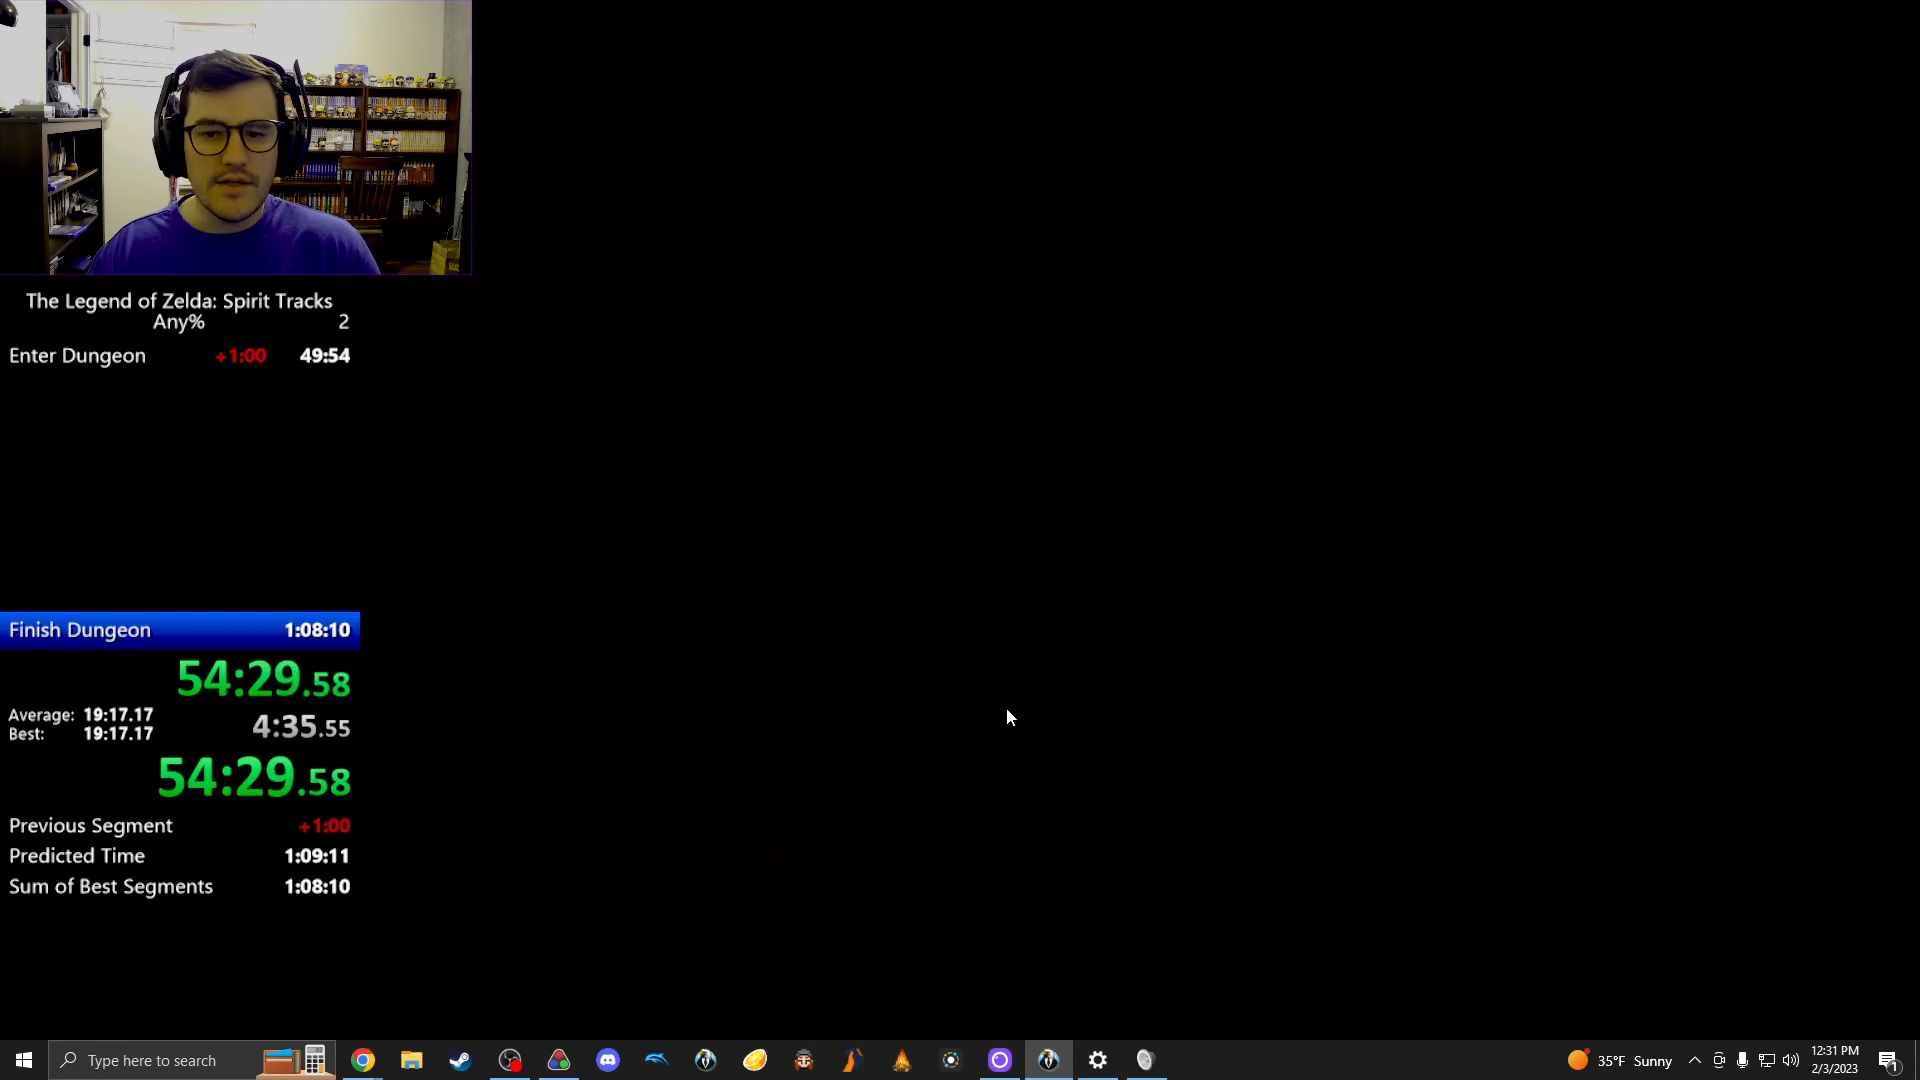 The Legend of Zelda: Spirit Tracks
Any% 2
Enter Dungeon +1:00 49:54
Finish Dungeon 1:08:10
54:29.58
Average: 19:17.17
Best: 19:17.17
4:35.55
54:29.58
Previous Segment +1:00
Predicted Time 1:09:11
Sum of Best Segments 1:08:10
Type here to search
35°F Sunny
12:31 PM
2/3/2023
1